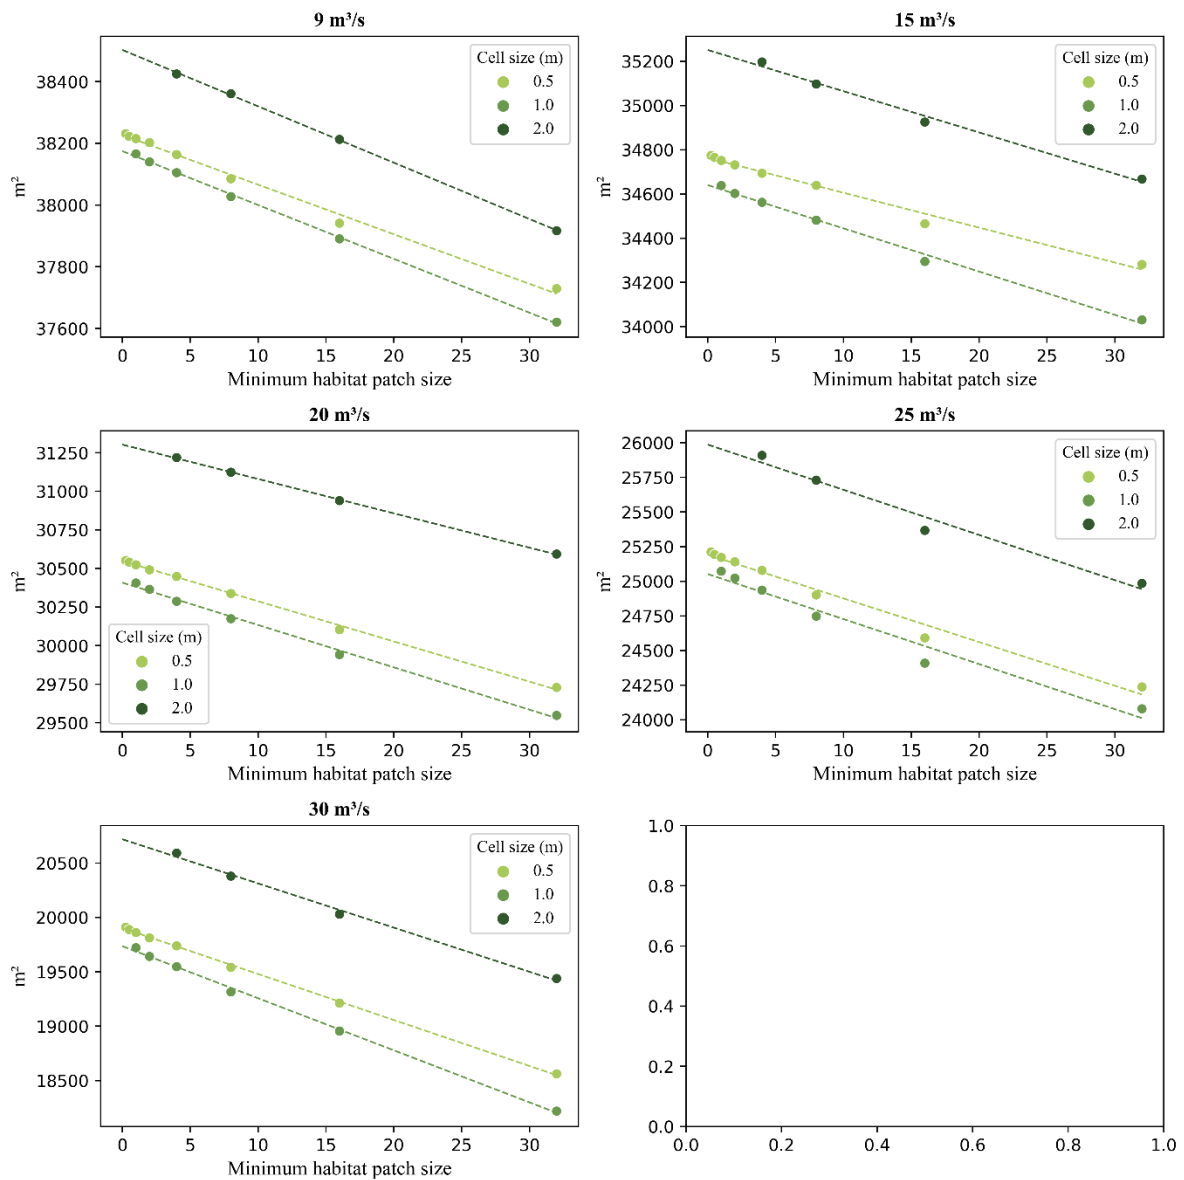 9 m³/s
38400
38200
38000
37800
37600
m²
0 5 10 15 20 25 30
Minimum habitat patch size
Cell size (m)
0.5
1.0
2.0
15 m³/s
35200
35000
34800
34600
34400
34200
34000
m²
0 5 10 15 20 25 30
Minimum habitat patch size
Cell size (m)
0.5
1.0
2.0
20 m³/s
31250
31000
30750
30500
30250
30000
29750
29500
m²
0 5 10 15 20 25 30
Minimum habitat patch size
Cell size (m)
0.5
1.0
2.0
25 m³/s
26000
25750
25500
25250
25000
24750
24500
24250
24000
m²
0 5 10 15 20 25 30
Minimum habitat patch size
Cell size (m)
0.5
1.0
2.0
30 m³/s
20500
20000
19500
19000
18500
m²
0 5 10 15 20 25 30
Minimum habitat patch size
Cell size (m)
0.5
1.0
2.0
1.0
0.8
0.6
0.4
0.2
0.0
0.0 0.2 0.4 0.6 0.8 1.0